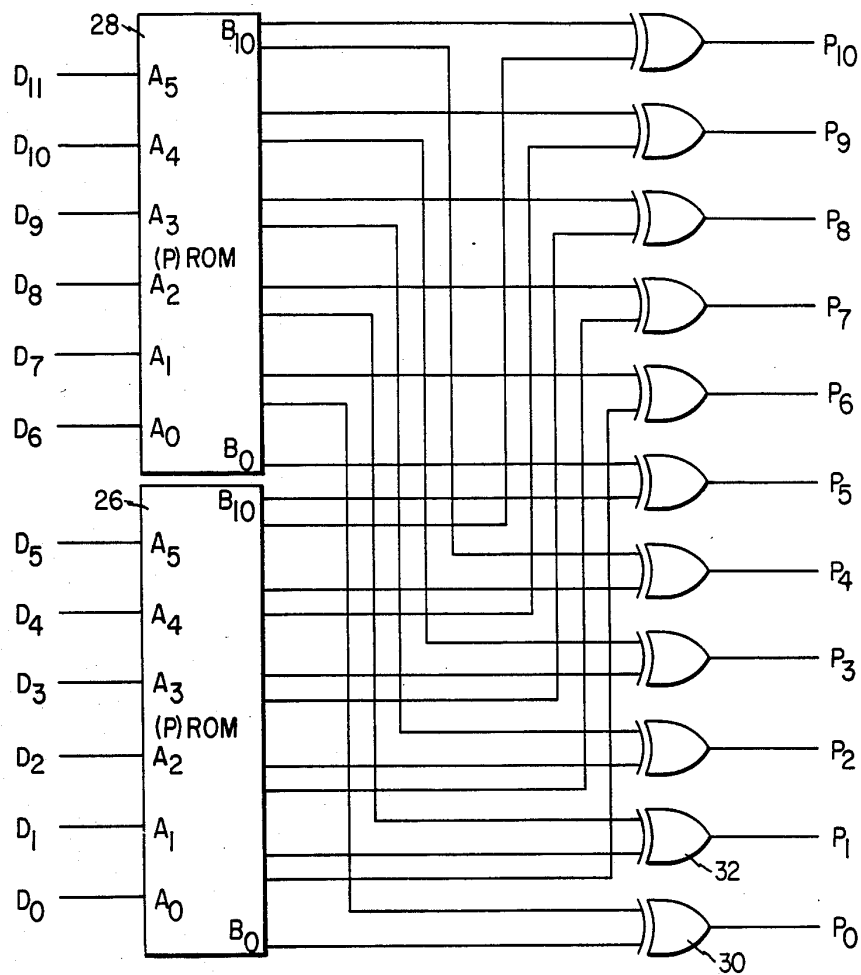 28
B10
P10
D11 A5
P9
D10 A4
D9 A3
P8
(P)ROM
D8 A2
P7
D7 A1
P6
D6 A0
B0
P5
26
B10
D5 A5
P4
D4 A4
P3
D3 A3
(P)ROM
D2 A2
P2
D1 A1
P1
32
D0 A0
B0
P0
30